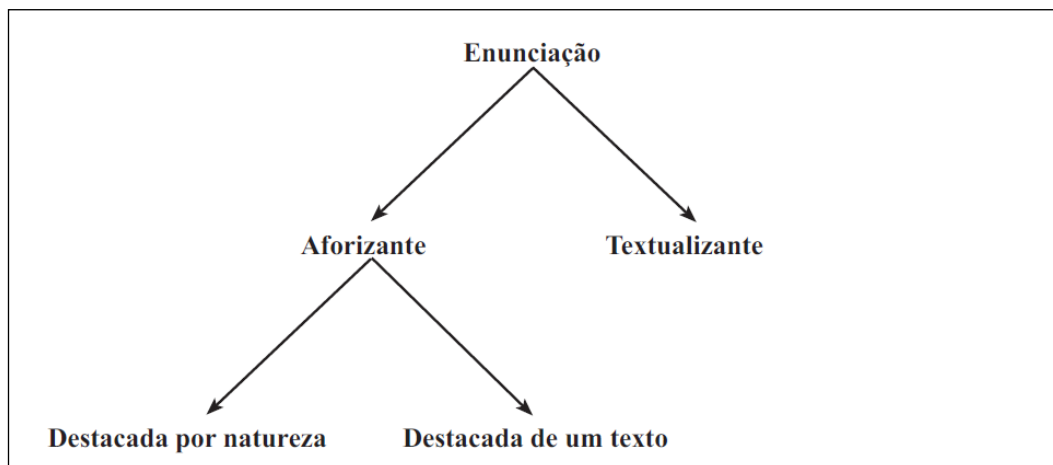 Enunciação
Aforizante Textualizante
Destacada por natureza Destacada de um texto